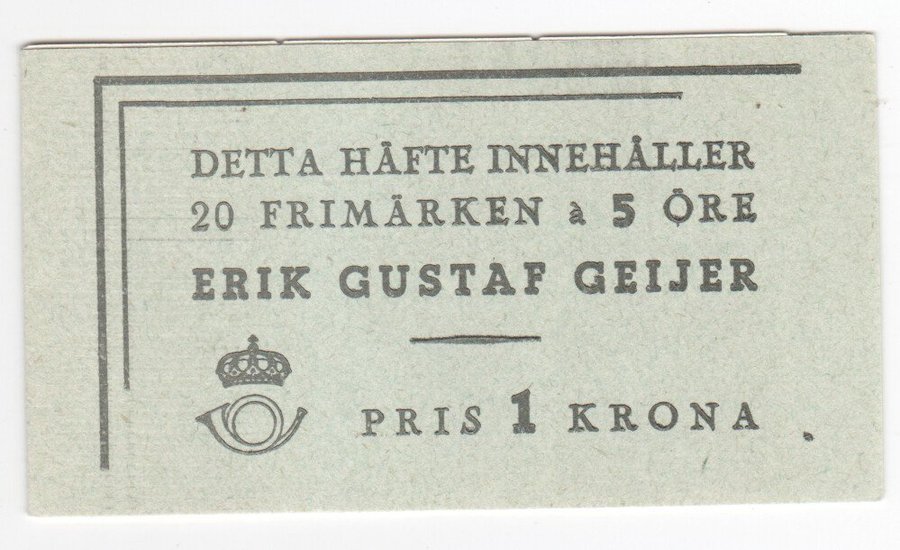 DETTA HÄFTE INNEHÅLLER
20 FRIMÄRKEN à 5 ÖRE
ERIK GUSTAF GEIJER
PRIS 1 KRONA